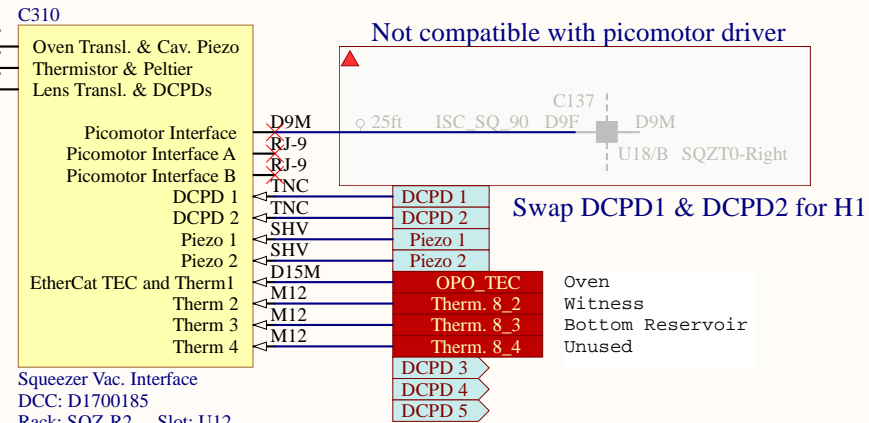 C310
Not compatible with picomotor driver
Oven Transl. & Cav. Piezo
Thermistor & Peltier
Lens Transl. & DCPDs
C137
Picomotor Interface D9M 25ft ISC_SQ_90 D9F D9M
Picomotor Interface A RJ-9 U18/B SQZT0-Right
Picomotor Interface B RJ-9
DCPD 1 TNC DCPD 1
Swap DCPD1 & DCPD2 for H1
DCPD 2 TNC DCPD 2
Piezo 1 SHV Piezo 1
Piezo 2 SHV Piezo 2
EtherCat TEC and Therm1 D15M OPO_TEC Oven
Therm 2 M12 Therm. 8_2 Witness
Therm 3 M12 Therm. 8_3 Bottom Reservoir
Therm 4 M12 Therm. 8_4 Unused
DCPD 3
Squeezer Vac. Interface
DCPD 4
DCC: D1700185
DCPD 5
Rack: SQZ-R2 Slot: U12